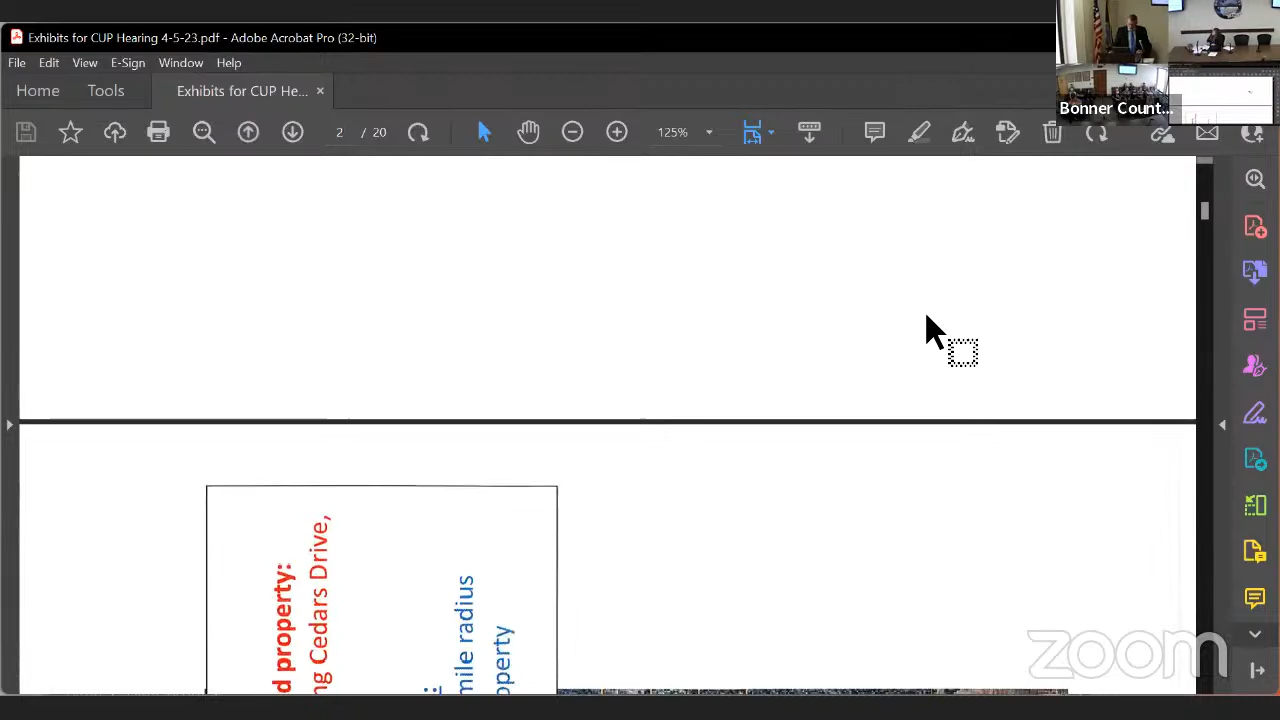 Exhibits for CUP Hearing 4-5-23.pdf - Adobe Acrobat Pro (32-bit)
File Edit View E-Sign Window Help
Home Tools Exhibits for CUP He... ×
2 / 20 125%
Bonner Count...
d property:
ng Cedars Drive,
:
mile radius
operty
zoom